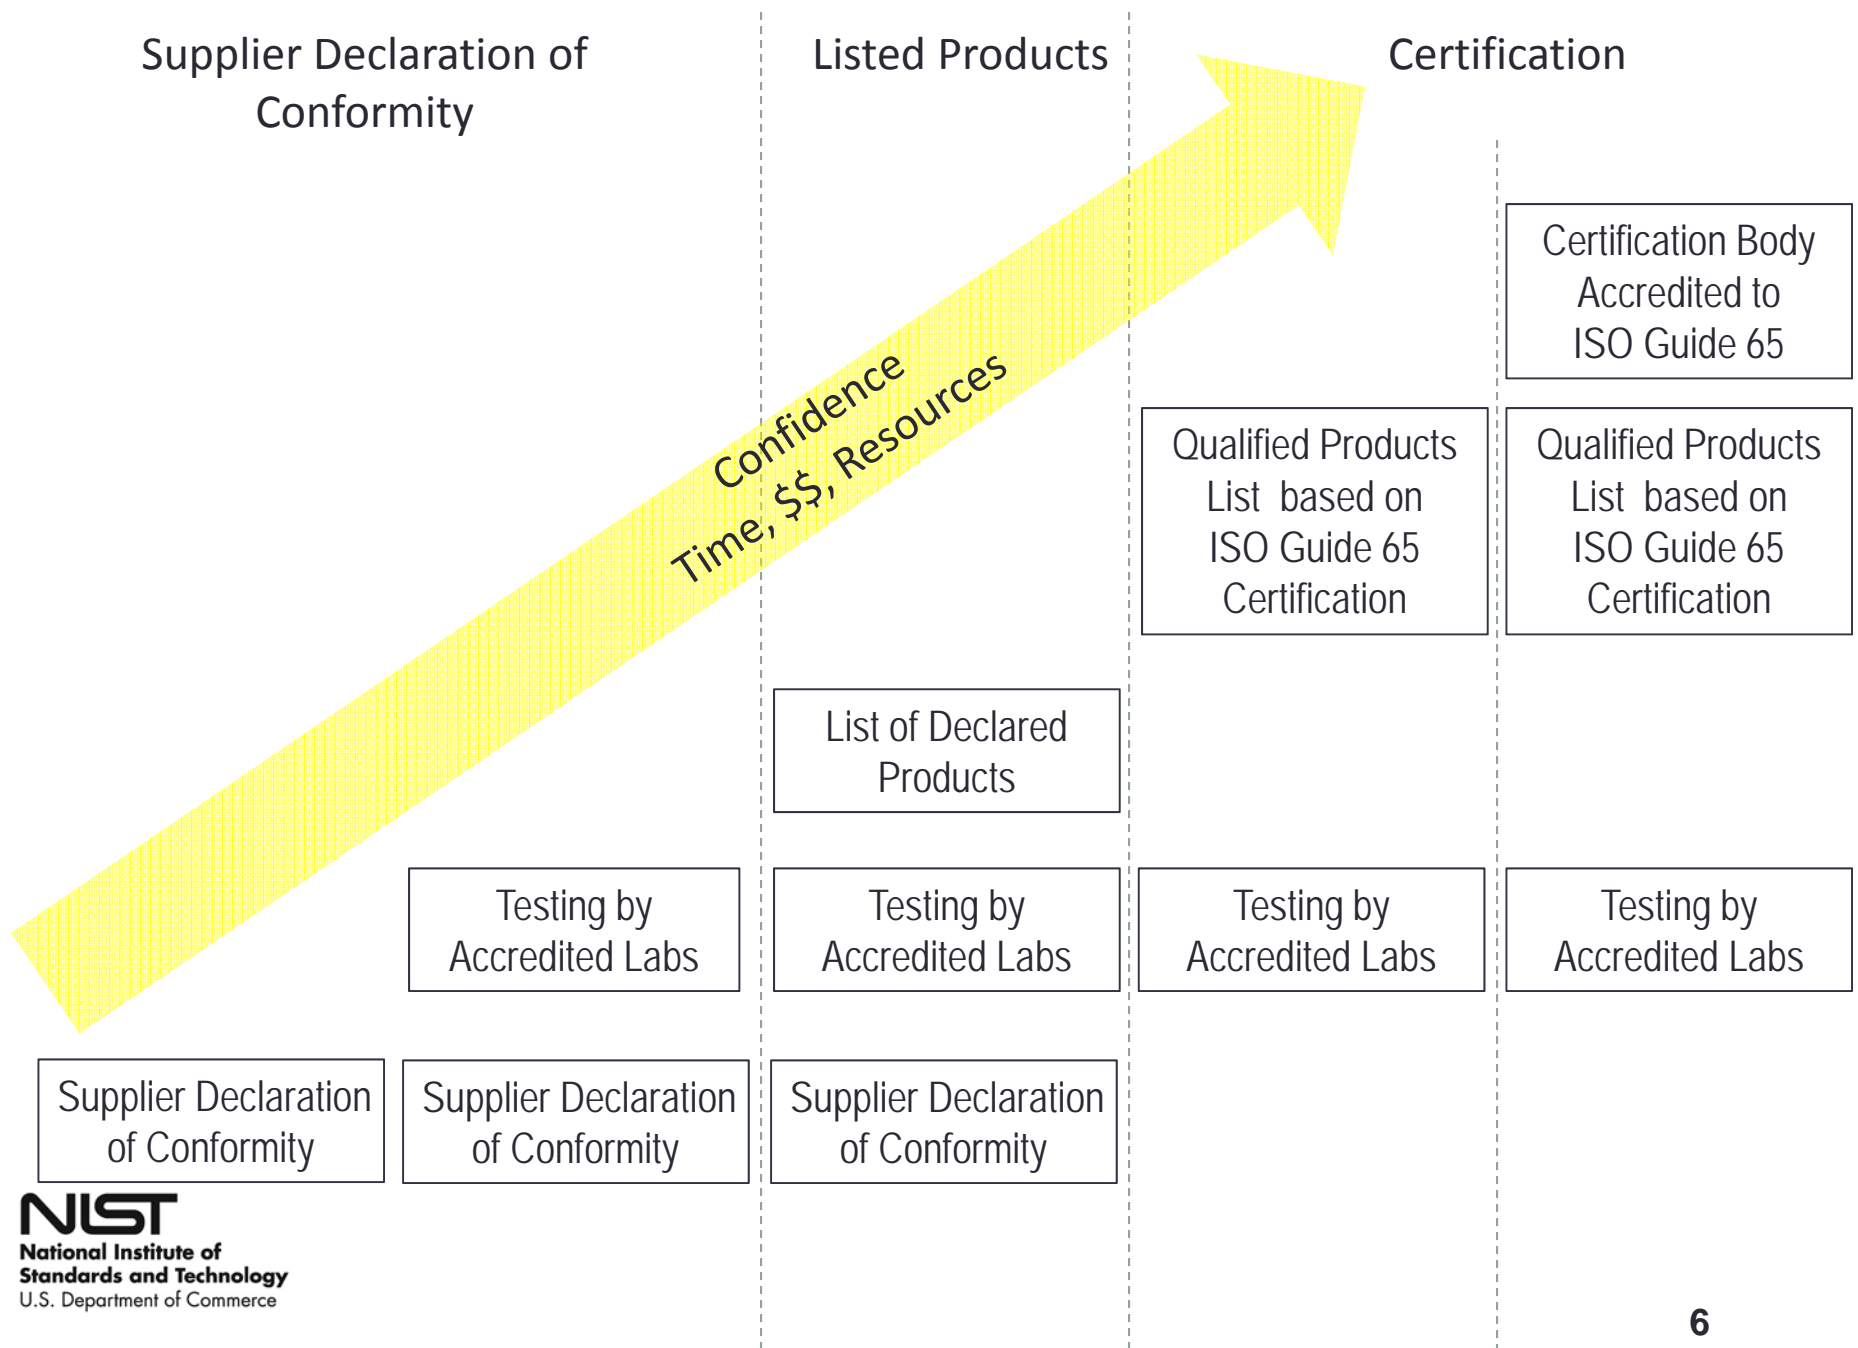 Supplier Declaration of
Conformity
Listed Products
Certification
Confidence
Time, $$, Resources
Certification Body
Accredited to
ISO Guide 65
Qualified Products
List based on
ISO Guide 65
Certification
Qualified Products
List based on
ISO Guide 65
Certification
List of Declared
Products
Testing by
Accredited Labs
Testing by
Accredited Labs
Testing by
Accredited Labs
Testing by
Accredited Labs
Supplier Declaration
of Conformity
Supplier Declaration
of Conformity
Supplier Declaration
of Conformity
NIST
National Institute of
Standards and Technology
U.S. Department of Commerce
6